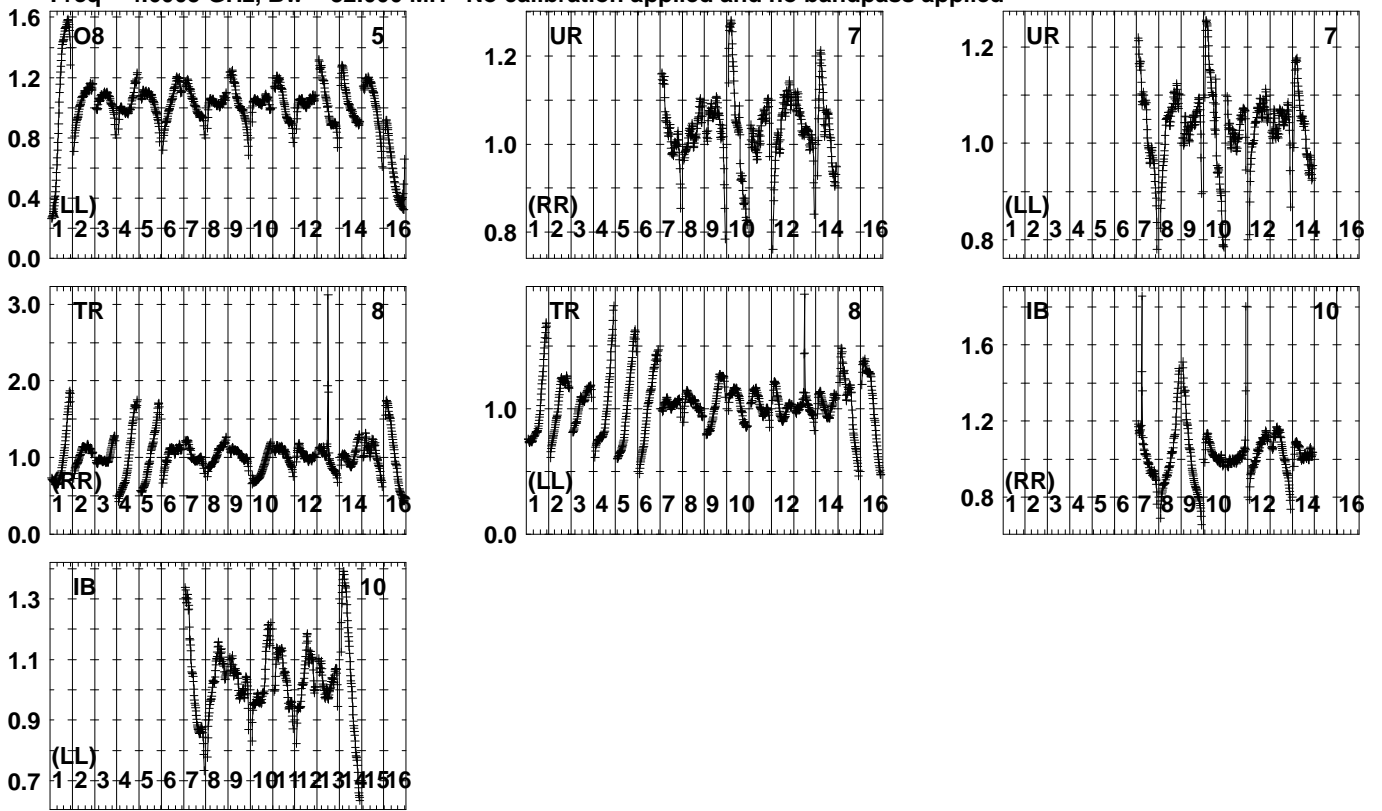 Freq = GHz, Bw = 32.000 MH No calibration applied and no bandpass applied
1.6 O8 5
1.2
0.8
0.4 (LL)
1 2 3 4 5 6 7 8 9 10 12 16
0.0
UR 7
1.2
1.0
(RR)
0.8 1 2 3 4 5 6 7 8 9 10 12 14 16
UR 7
1.2
1.0
(LL)
0.8 1 2 3 4 5 6 7 8 9 10 12 14 16
3.0 TR 8
2.0
1.0
(RR)
1 2 3 4 5 6 7 8 9 10 12 14 16
0.0
TR 8
1.0
(LL)
1 2 3 4 5 6 7 8 9 10 12 14 16
0.0
IB 10
1.6
1.2
0.8 (RR)
1 2 3 4 5 6 7 8 9 10 12 14 16
IB 10
1.3
1.1
0.9
(LL)
0.7 1 2 3 4 5 6 7 8 9 10 11 12 13 14 15 16